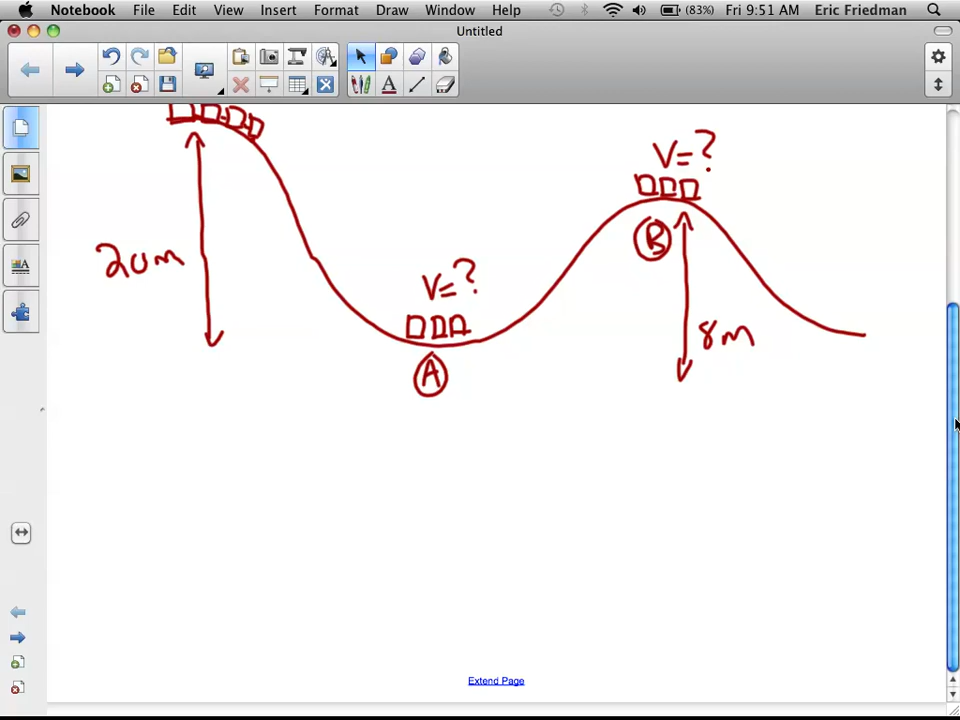 Notebook File Edit View Insert Format Draw Window Help (83%) Fri 9:51 AM Eric Friedman
Untitled
V=?
B
20m
V=?
8m
A
Extend Page